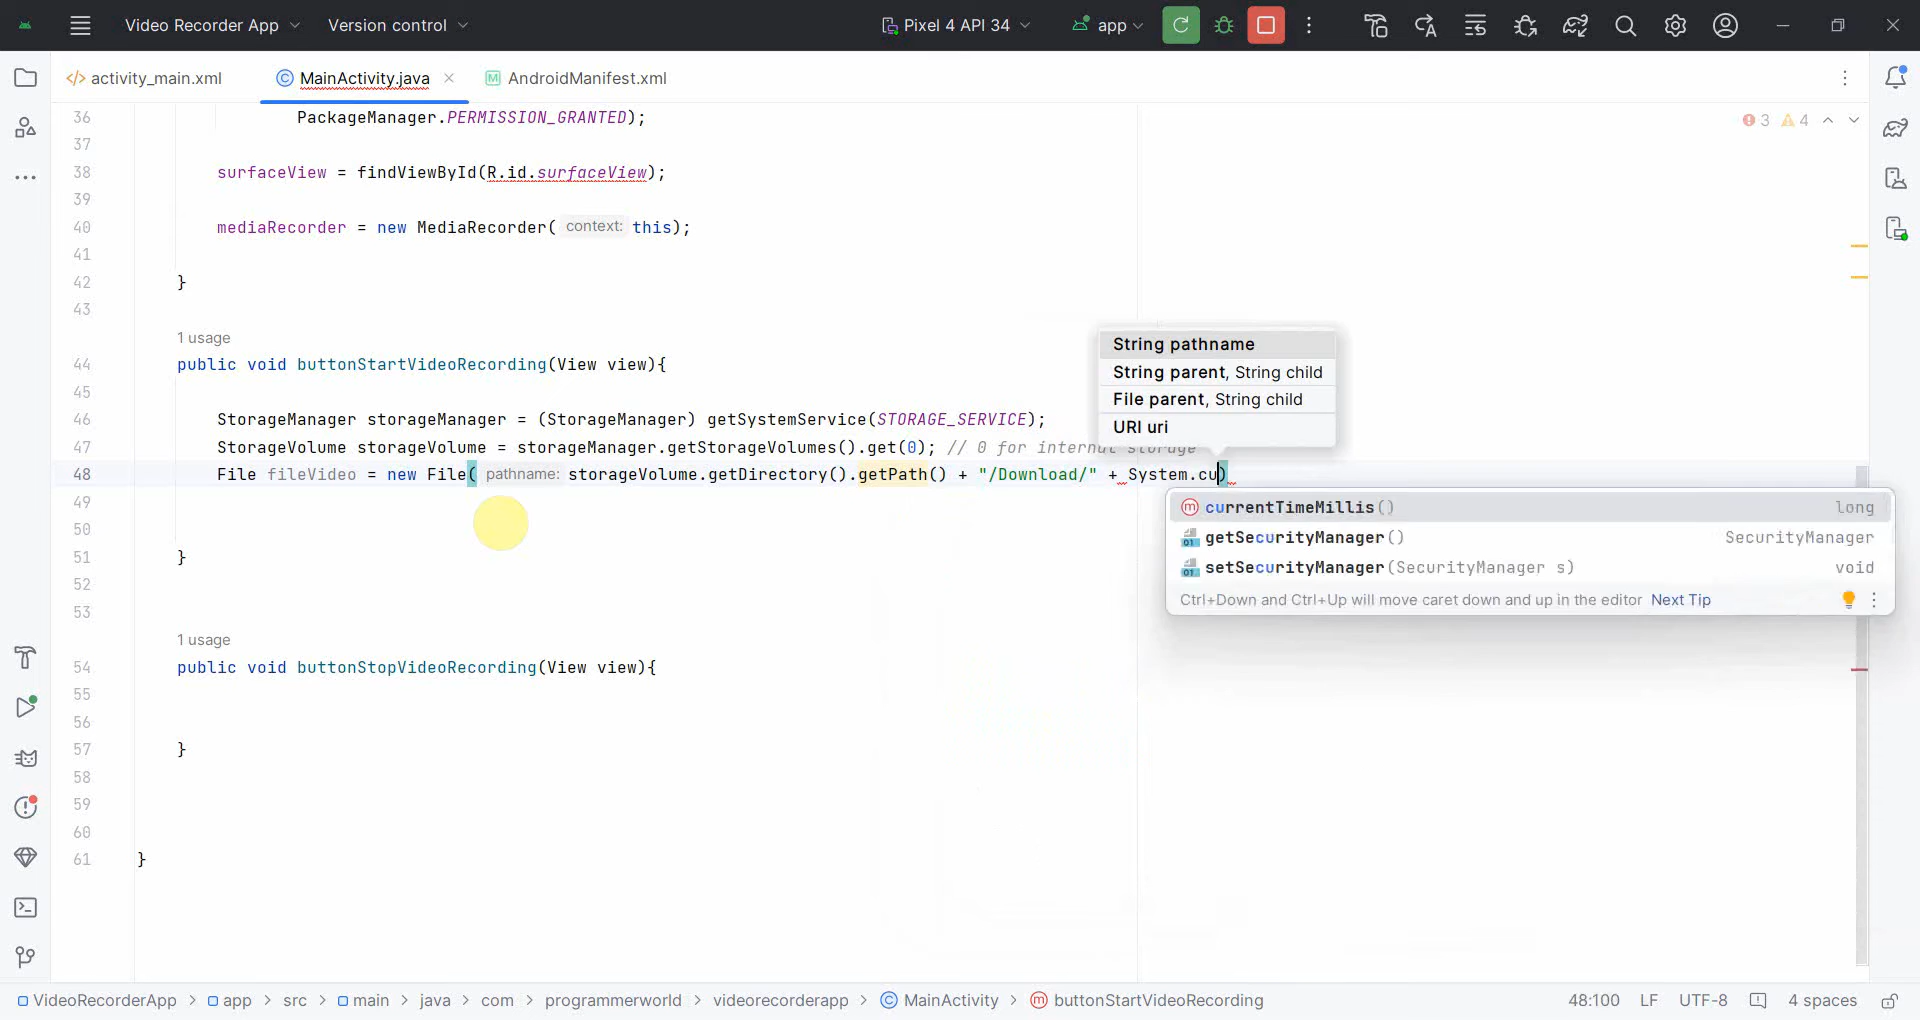 Video Recorder App Version control Pixel 4 API 34 app
activity_main.xml MainActivity.java AndroidManifest.xml
36 PackageManager.PERMISSION_GRANTED); 3 4
37
38 surfaceView = findViewById(R.id.surfaceView);
39
40 mediaRecorder = new MediaRecorder( context: this);
41
42 }
43
1 usage
44 public void buttonStartVideoRecording(View view){
45
46 StorageManager storageManager = (StorageManager) getSystemService(STORAGE_SERVICE);
47 StorageVolume storageVolume = storageManager.getStorageVolumes().get(0); // 0 for internal storage
48 File fileVideo = new File( pathname: storageVolume.getDirectory().getPath() + "/Download/" + System.cu)
49
50
51 }
52
53
1 usage
54 public void buttonStopVideoRecording(View view){
55
56
57 }
58
59
60
61 }
String pathname
String parent, String child
File parent, String child
URI uri
currentTimeMillis() long
getSecurityManager() SecurityManager
setSecurityManager(SecurityManager s) void
Ctrl+Down and Ctrl+Up will move caret down and up in the editor Next Tip
VideoRecorderApp > app > src > main > java > com > programmerworld > videorecorderapp > MainActivity > buttonStartVideoRecording 48:100 LF UTF-8 4 spaces